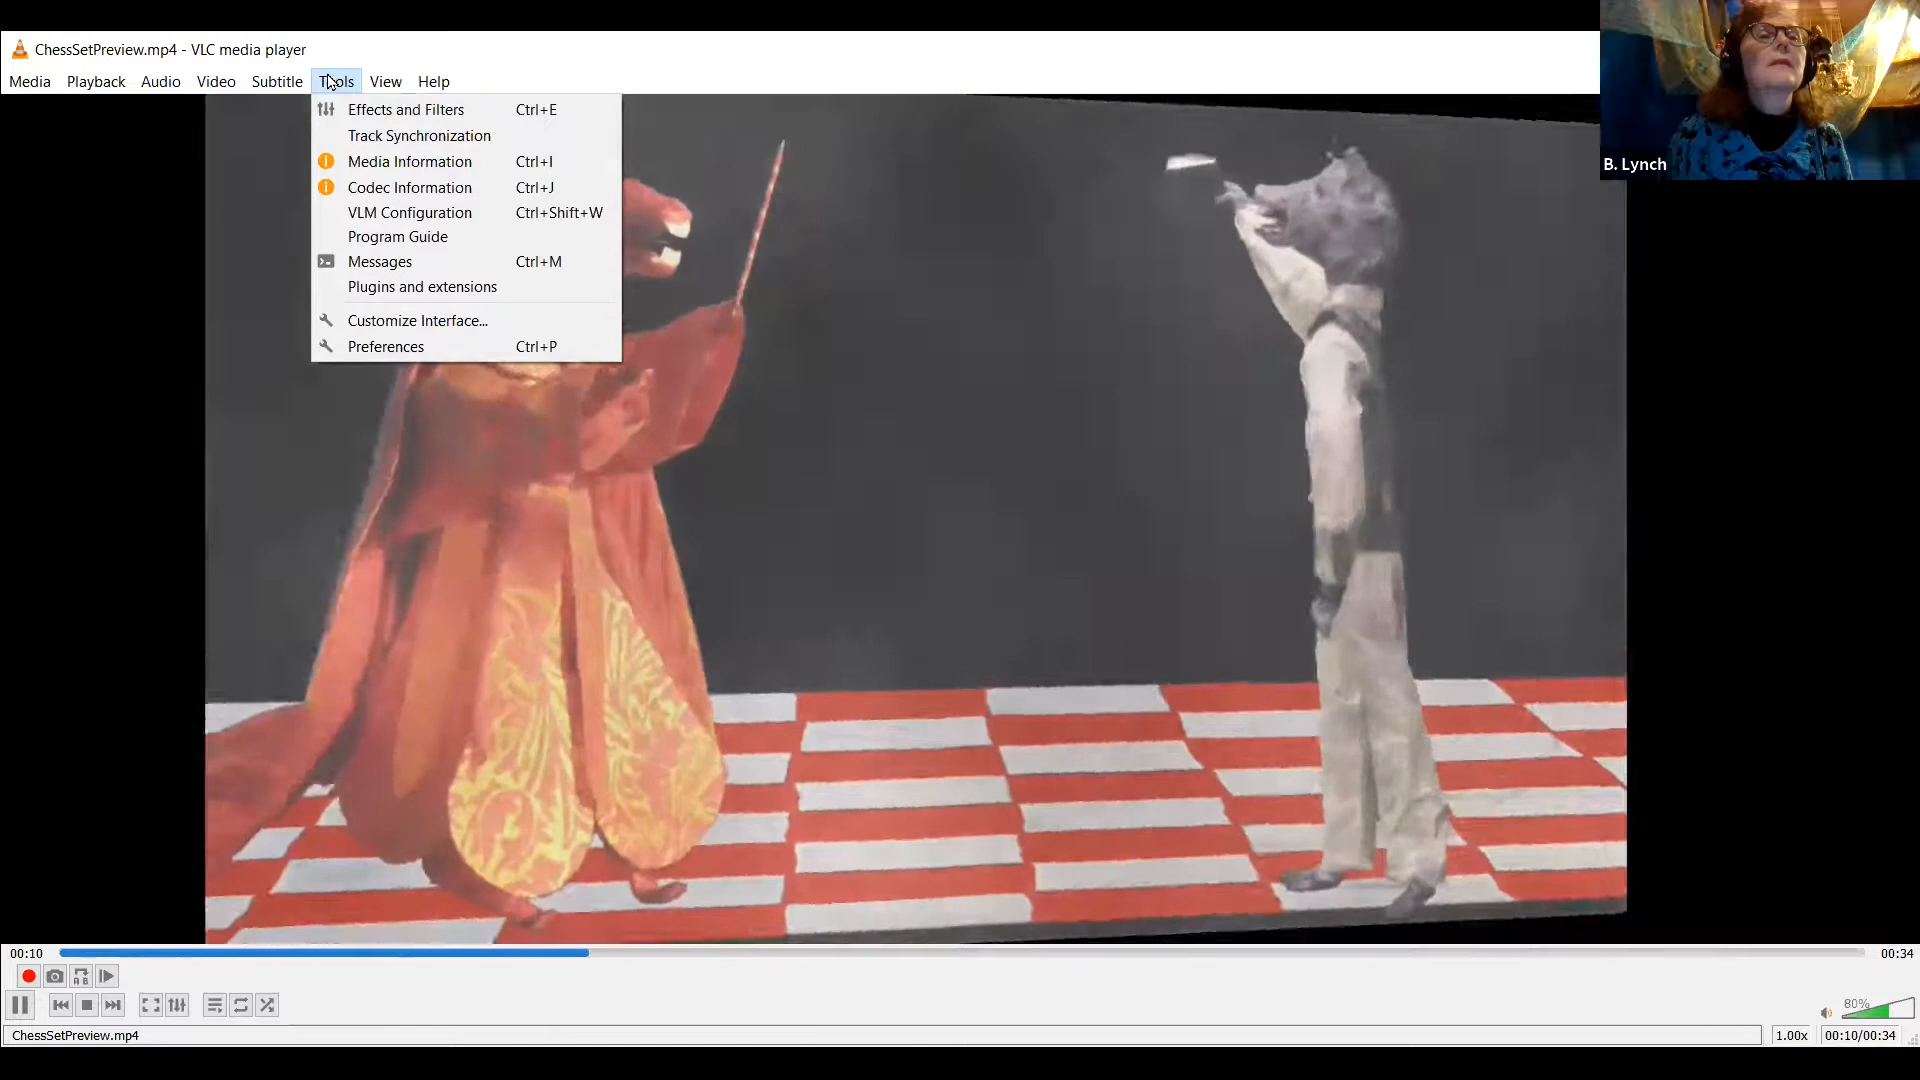 ChessSetPreview.mp4 - VLC media player
Media Playback Audio Video Subtitle Tools View Help
Effects and Filters Ctrl+E
Track Synchronization
Media Information Ctrl+I
Codec Information Ctrl+J
VLM Configuration Ctrl+Shift+W
Program Guide
Messages Ctrl+M
Plugins and extensions
Customize Interface...
Preferences Ctrl+P
B. Lynch
00:10 00:34
A B
80%
ChessSetPreview.mp4 1.00x 00:10/00:34